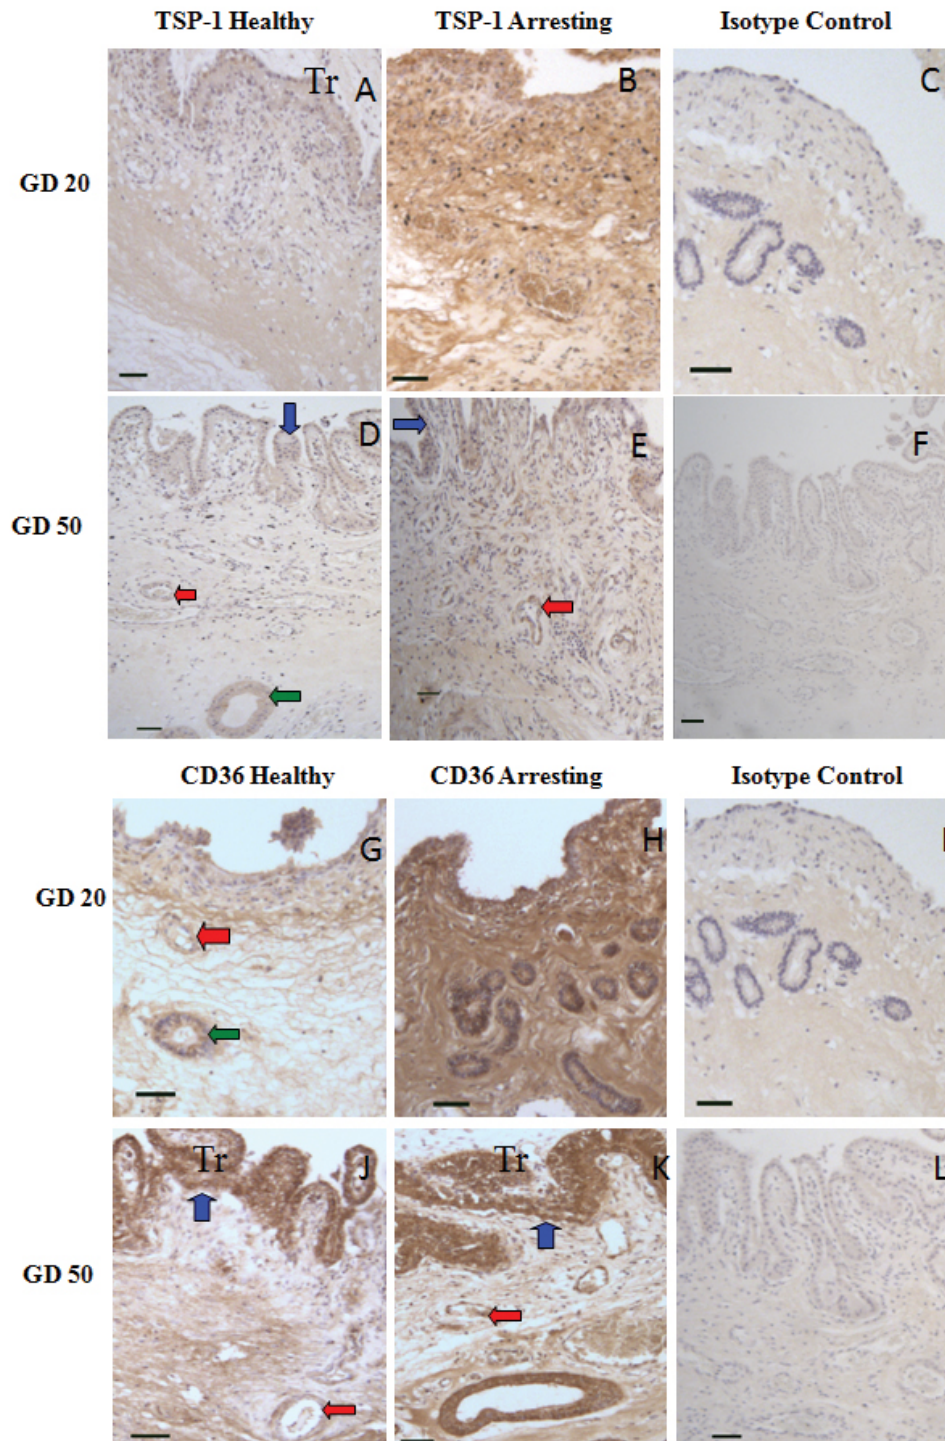 TSP-1 Healthy TSP-1 Arresting Isotype Control
Tr A B C
GD 20
D E F
GD 50
CD36 Healthy CD36 Arresting Isotype Control
G H I
GD 20
Tr J Tr K L
GD 50